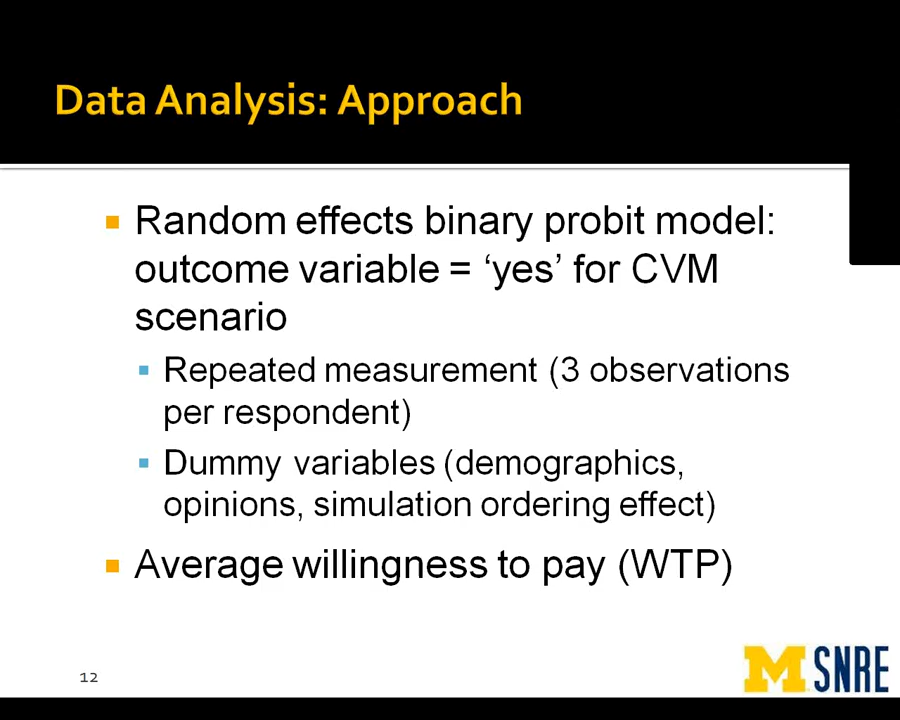 Data Analysis: Approach
Random effects binary probit model:
outcome variable = ‘yes’ for CVM
scenario
Repeated measurement (3 observations
per respondent)
Dummy variables (demographics,
opinions, simulation ordering effect)
Average willingness to pay (WTP)
12
M SNRE